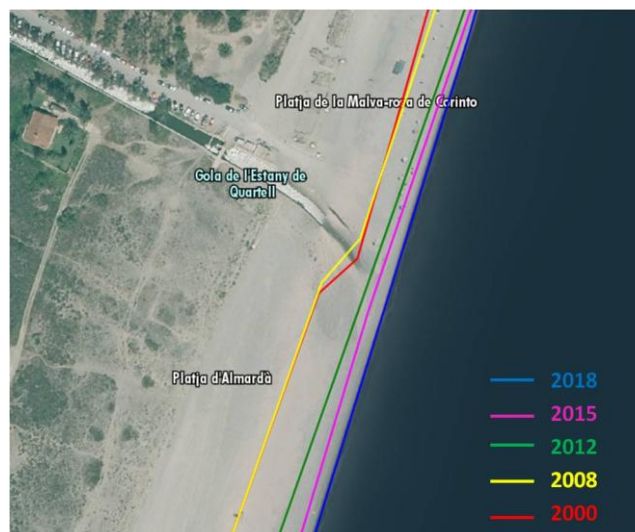 Platja de la Malva-rosa de Corinto
Gola de l'Estany de
Quartell
Platja d'Almardà
2018
2015
2012
2008
2000